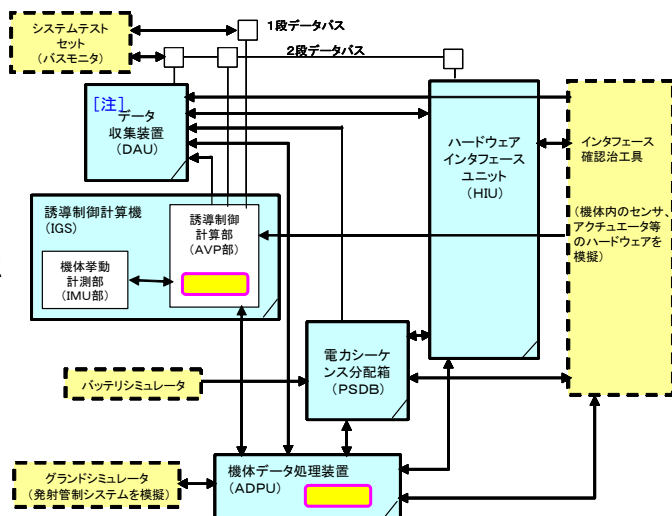 システムテスト
セット
(バスモニタ)
1段データバス
2段データバス
[注]
データ
収集装置
(DAU)
ハードウェア
インタフェース
ユニット
(HIU)
インタフェース
確認治工具
(機体内のセンサ、
アクチュエータ等
のハードウェアを
模擬)
誘導制御計算機
(IGS)
誘導制御
計算部
(AVP部)
機体挙動
計測部
(IMU部)
電力シーケ
ンス分配箱
(PSDB)
バッテリシミュレータ
機体データ処理装置
(ADPU)
グランドシミュレータ
(発射管制システムを模擬)